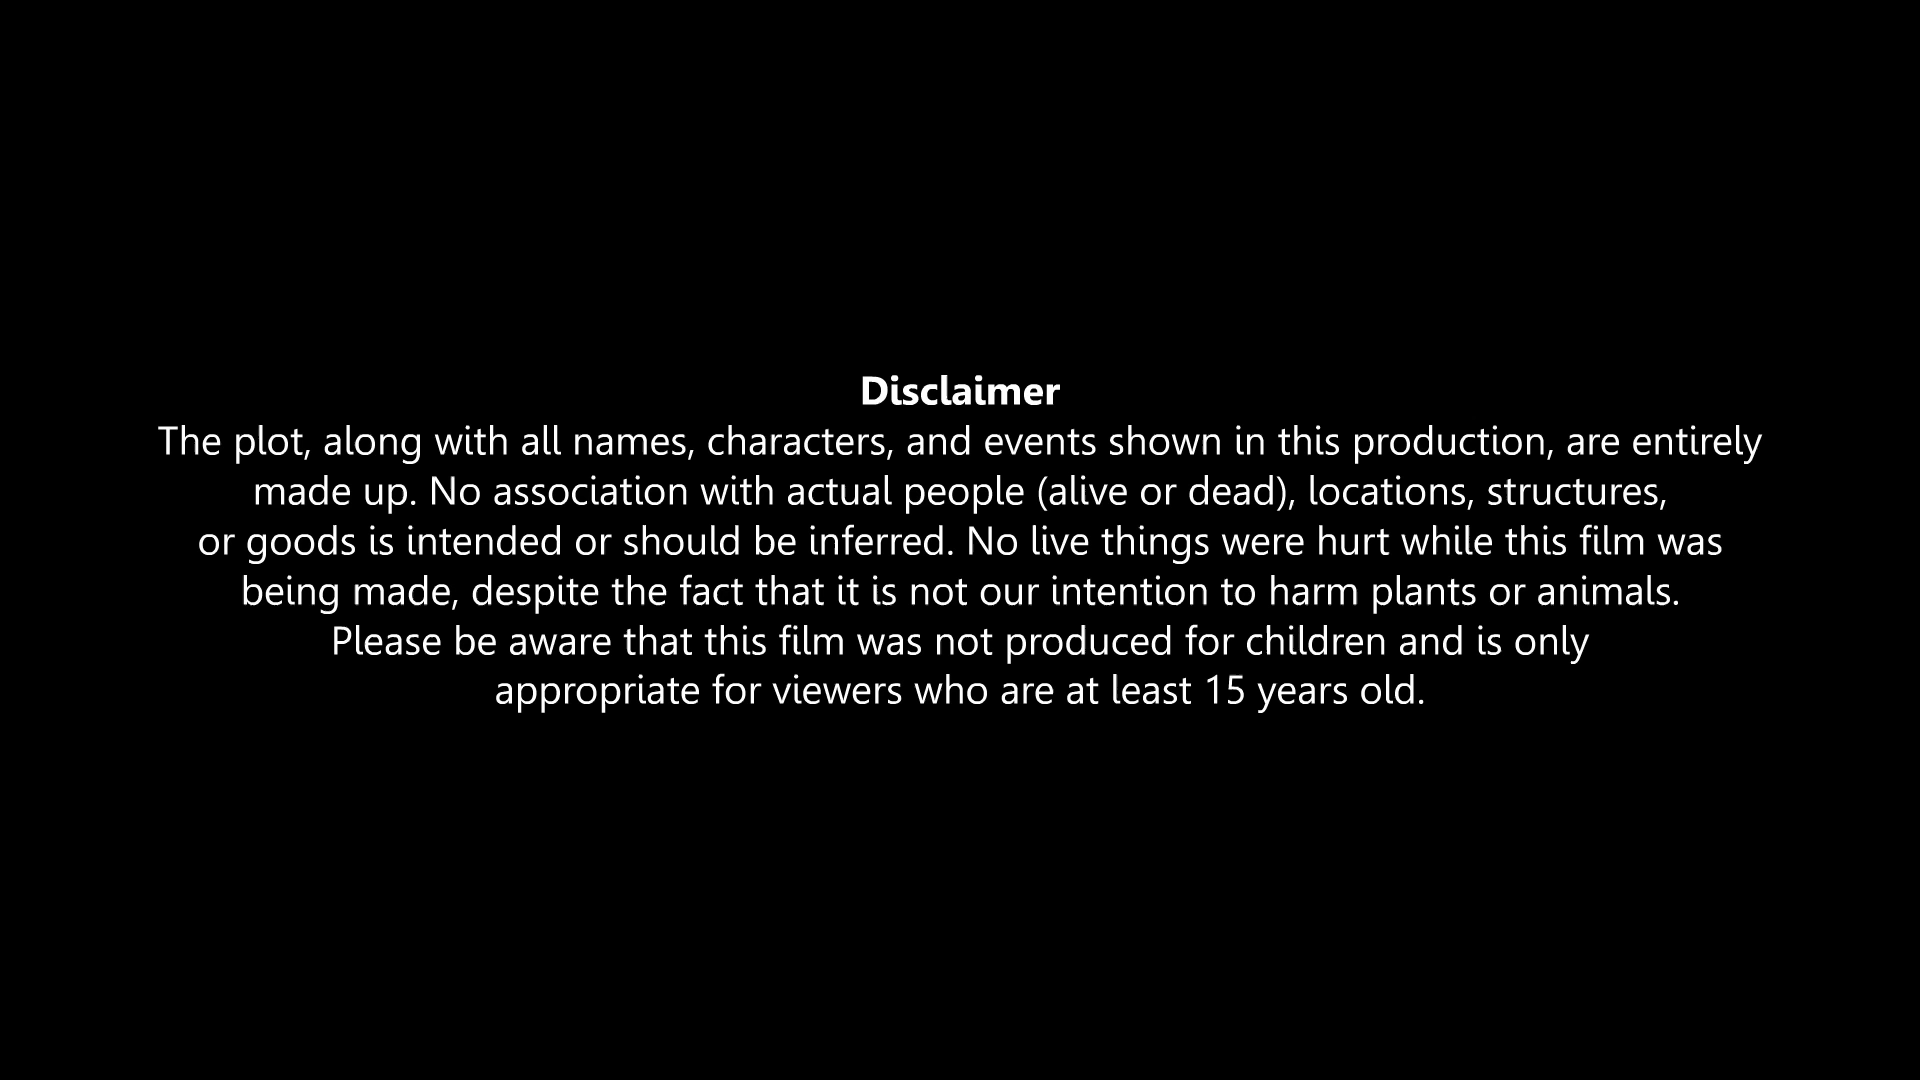 Disclaimer
The plot, along with all names, characters, and events shown in this production, are entirely
made up. No association with actual people (alive or dead), locations, structures,
or goods is intended or should be inferred. No live things were hurt while this film was
being made, despite the fact that it is not our intention to harm plants or animals.
Please be aware that this film was not produced for children and is only
appropriate for viewers who are at least 15 years old.